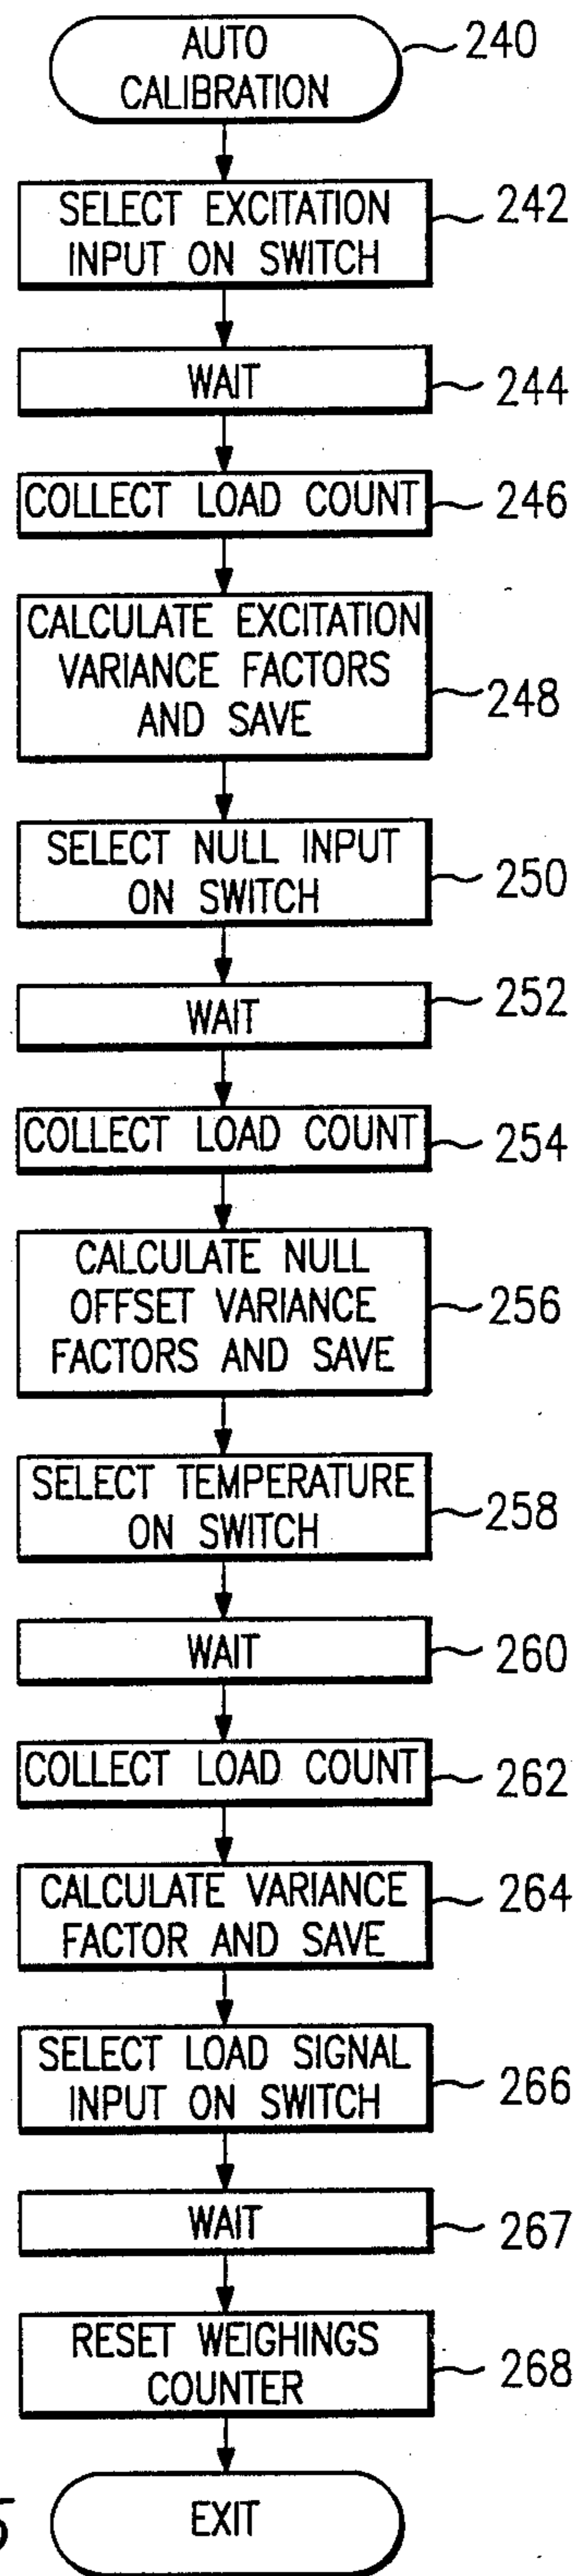 AUTO
CALIBRATION
240
SELECT EXCITATION
INPUT ON SWITCH
242
WAIT
244
COLLECT LOAD COUNT
246
CALCULATE EXCITATION
VARIANCE FACTORS
AND SAVE
248
SELECT NULL INPUT
ON SWITCH
250
WAIT
252
COLLECT LOAD COUNT
254
CALCULATE NULL
OFFSET VARIANCE
FACTORS AND SAVE
256
SELECT TEMPERATURE
ON SWITCH
258
WAIT
260
COLLECT LOAD COUNT
262
CALCULATE VARIANCE
FACTOR AND SAVE
264
SELECT LOAD SIGNAL
INPUT ON SWITCH
266
WAIT
267
RESET WEIGHINGS
COUNTER
268
EXIT